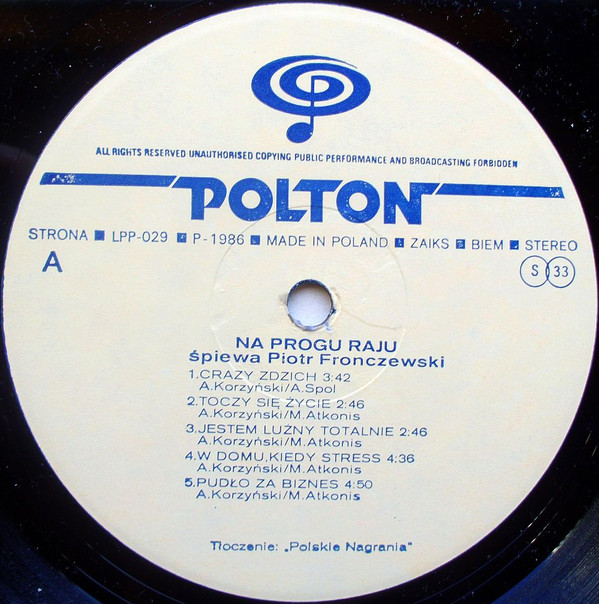 ALL RIGHTS RESERVED UNAUTHORISED COPYING PUBLIC PERFORMANCE AND BROADCASTING FORBIDDEN
POLTON
STRONA ■ LPP-029 ■ P-1986 ■ MADE IN POLAND ■ ZAIKS ■ BIEM ■ STEREO
A
S 33
NA PROGU RAJU
śpiewa Piotr Fronczewski
1.CRAZY ZDZICH 3:42
A.Korzyński/A.Spol
2.TOCZY SIĘ ŻYCIE 2:46
A.Korzyński/M.Atkonis
3.JESTEM LUŹNY TOTALNIE 2:46
A.Korzyński/M.Atkonis
4.W DOMU,KIEDY STRESS 4:36
A.Korzyński/M.Atkonis
5.PUDŁO ZA BIZNES 4:50
A.Korzyński/M.Atkonis
Tłoczenie: „Polskie Nagrania"